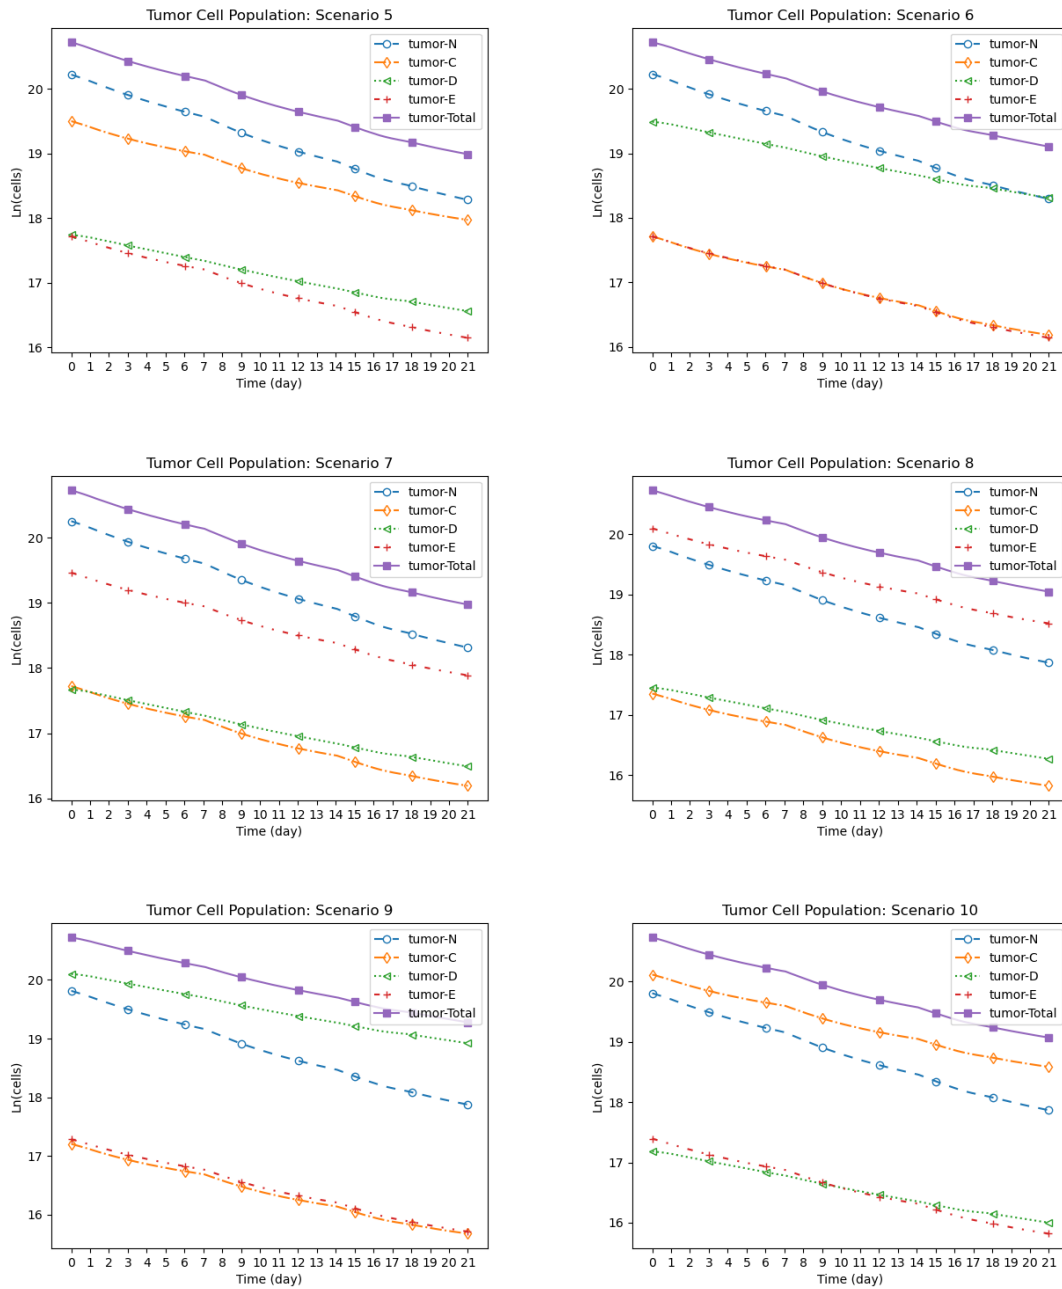 Tumor Cell Population: Scenario 5
tumor-N
tumor-C
tumor-D
tumor-E
tumor-Total
Ln(cells)
20
19
18
17
16
0 1 2 3 4 5 6 7 8 9 10 11 12 13 14 15 16 17 18 19 20 21
Time (day)
Tumor Cell Population: Scenario 6
tumor-N
tumor-C
tumor-D
tumor-E
tumor-Total
Ln(cells)
20
19
18
17
16
0 1 2 3 4 5 6 7 8 9 10 11 12 13 14 15 16 17 18 19 20 21
Time (day)
Tumor Cell Population: Scenario 7
tumor-N
tumor-C
tumor-D
tumor-E
tumor-Total
Ln(cells)
20
19
18
17
16
0 1 2 3 4 5 6 7 8 9 10 11 12 13 14 15 16 17 18 19 20 21
Time (day)
Tumor Cell Population: Scenario 8
tumor-N
tumor-C
tumor-D
tumor-E
tumor-Total
Ln(cells)
20
19
18
17
16
0 1 2 3 4 5 6 7 8 9 10 11 12 13 14 15 16 17 18 19 20 21
Time (day)
Tumor Cell Population: Scenario 9
tumor-N
tumor-C
tumor-D
tumor-E
tumor-Total
Ln(cells)
20
19
18
17
16
0 1 2 3 4 5 6 7 8 9 10 11 12 13 14 15 16 17 18 19 20 21
Time (day)
Tumor Cell Population: Scenario 10
tumor-N
tumor-C
tumor-D
tumor-E
tumor-Total
Ln(cells)
20
19
18
17
16
0 1 2 3 4 5 6 7 8 9 10 11 12 13 14 15 16 17 18 19 20 21
Time (day)